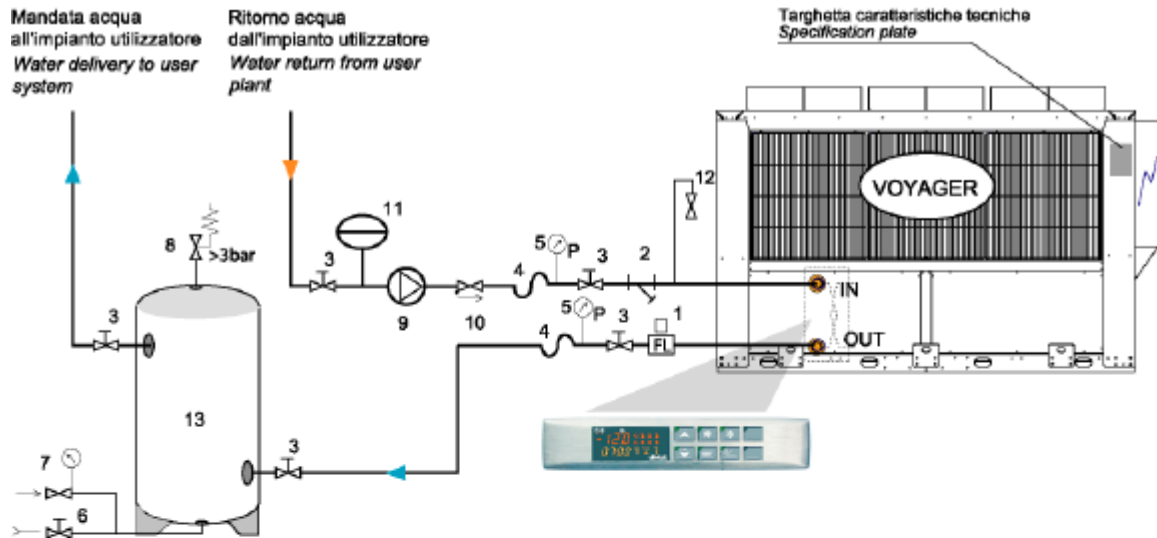 Mandata acqua
all'impianto utilizzatore
Water delivery to user
system
Ritorno acqua
dall'impianto utilizzatore
Water return from user
plant
Targhetta caratteristiche tecniche
Specification plate
VOYAGER
12
11
8
>3bar
3
5
P
3
2
4
IN
9
10
5
P
3
1
4
FL
OUT
3
13
3
7
6